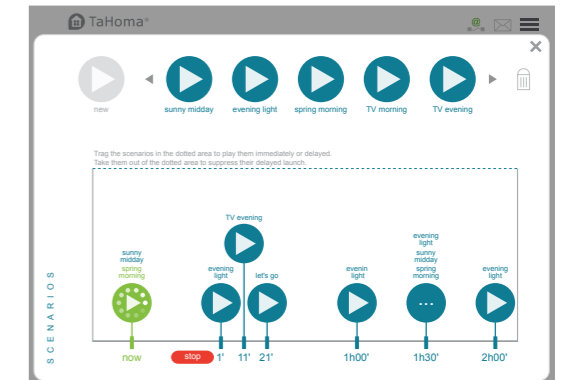 TaHoma®
@
new
sunny midday
evening light
spring morning
TV morning
TV evening
Trag the scenarios in the dotted area to play them immediately or delayed.
Take them out of the dotted area to suppress their delayed launch.
SCENARIOS
sunny
midday
spring
morning
evening
light
TV evening
let's go
evenin
light
evening
light
sunny
midday
spring
morning
...
evening
light
now
stop
1'
11'
21'
1h00'
1h30'
2h00'